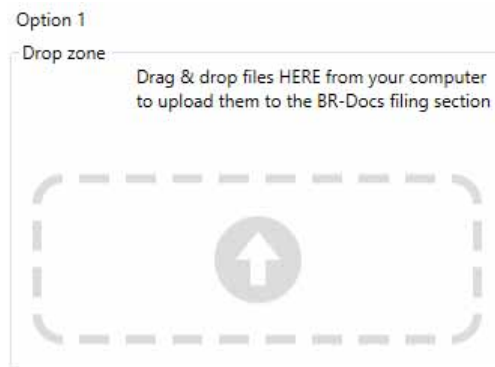 Option 1
Drop zone
Drag & drop files HERE from your computer
to upload them to the BR-Docs filing section